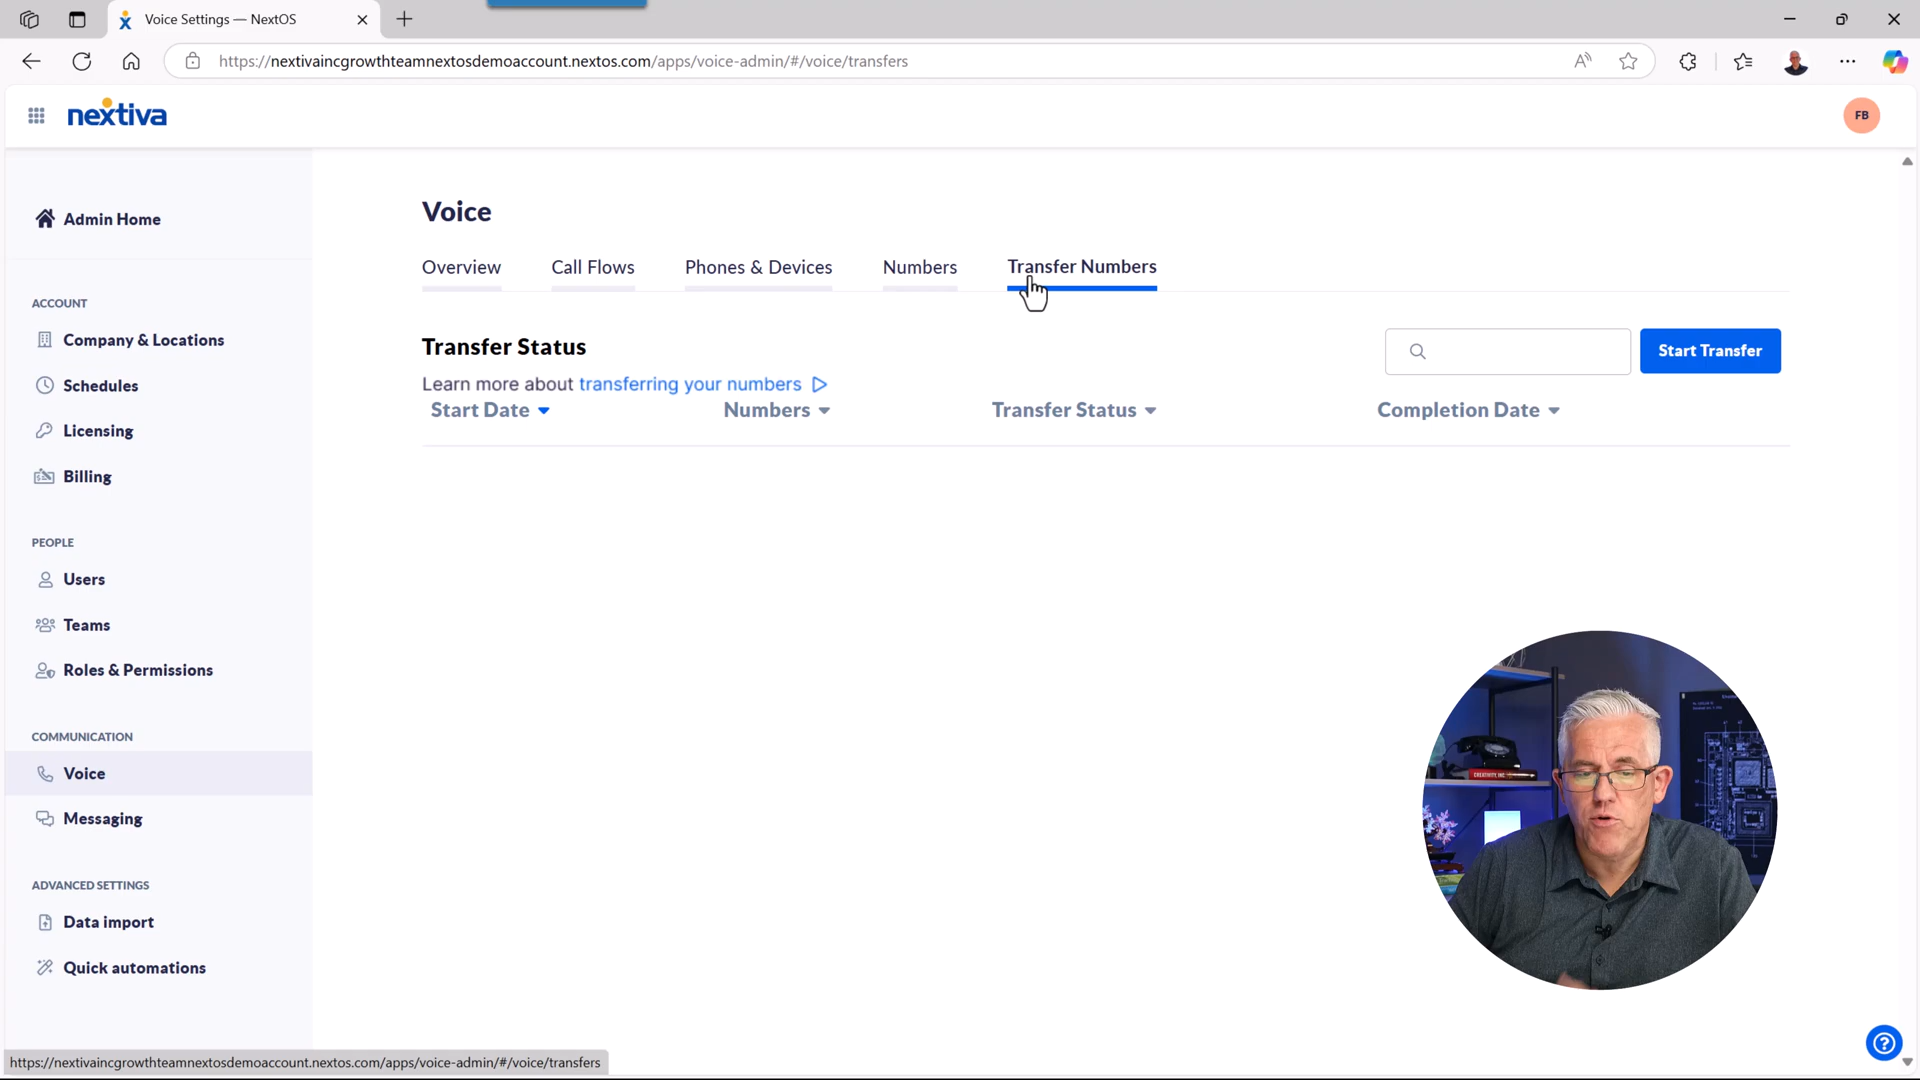 Voice Settings — NextOS
https://nextivaincgrowthteamnextosdemoaccount.nextos.com/apps/voice-admin/#/voice/transfers
nextiva
FB
Admin Home
ACCOUNT
Company & Locations
Schedules
Licensing
Billing
PEOPLE
Users
Teams
Roles & Permissions
COMMUNICATION
Voice
Messaging
ADVANCED SETTINGS
Data import
Quick automations
Voice
Overview
Call Flows
Phones & Devices
Numbers
Transfer Numbers
Transfer Status
Start Transfer
Learn more about transferring your numbers
Start Date
Numbers
Transfer Status
Completion Date
CREATIVITY, INC.
https://nextivaincgrowthteamnextosdemoaccount.nextos.com/apps/voice-admin/#/voice/transfers